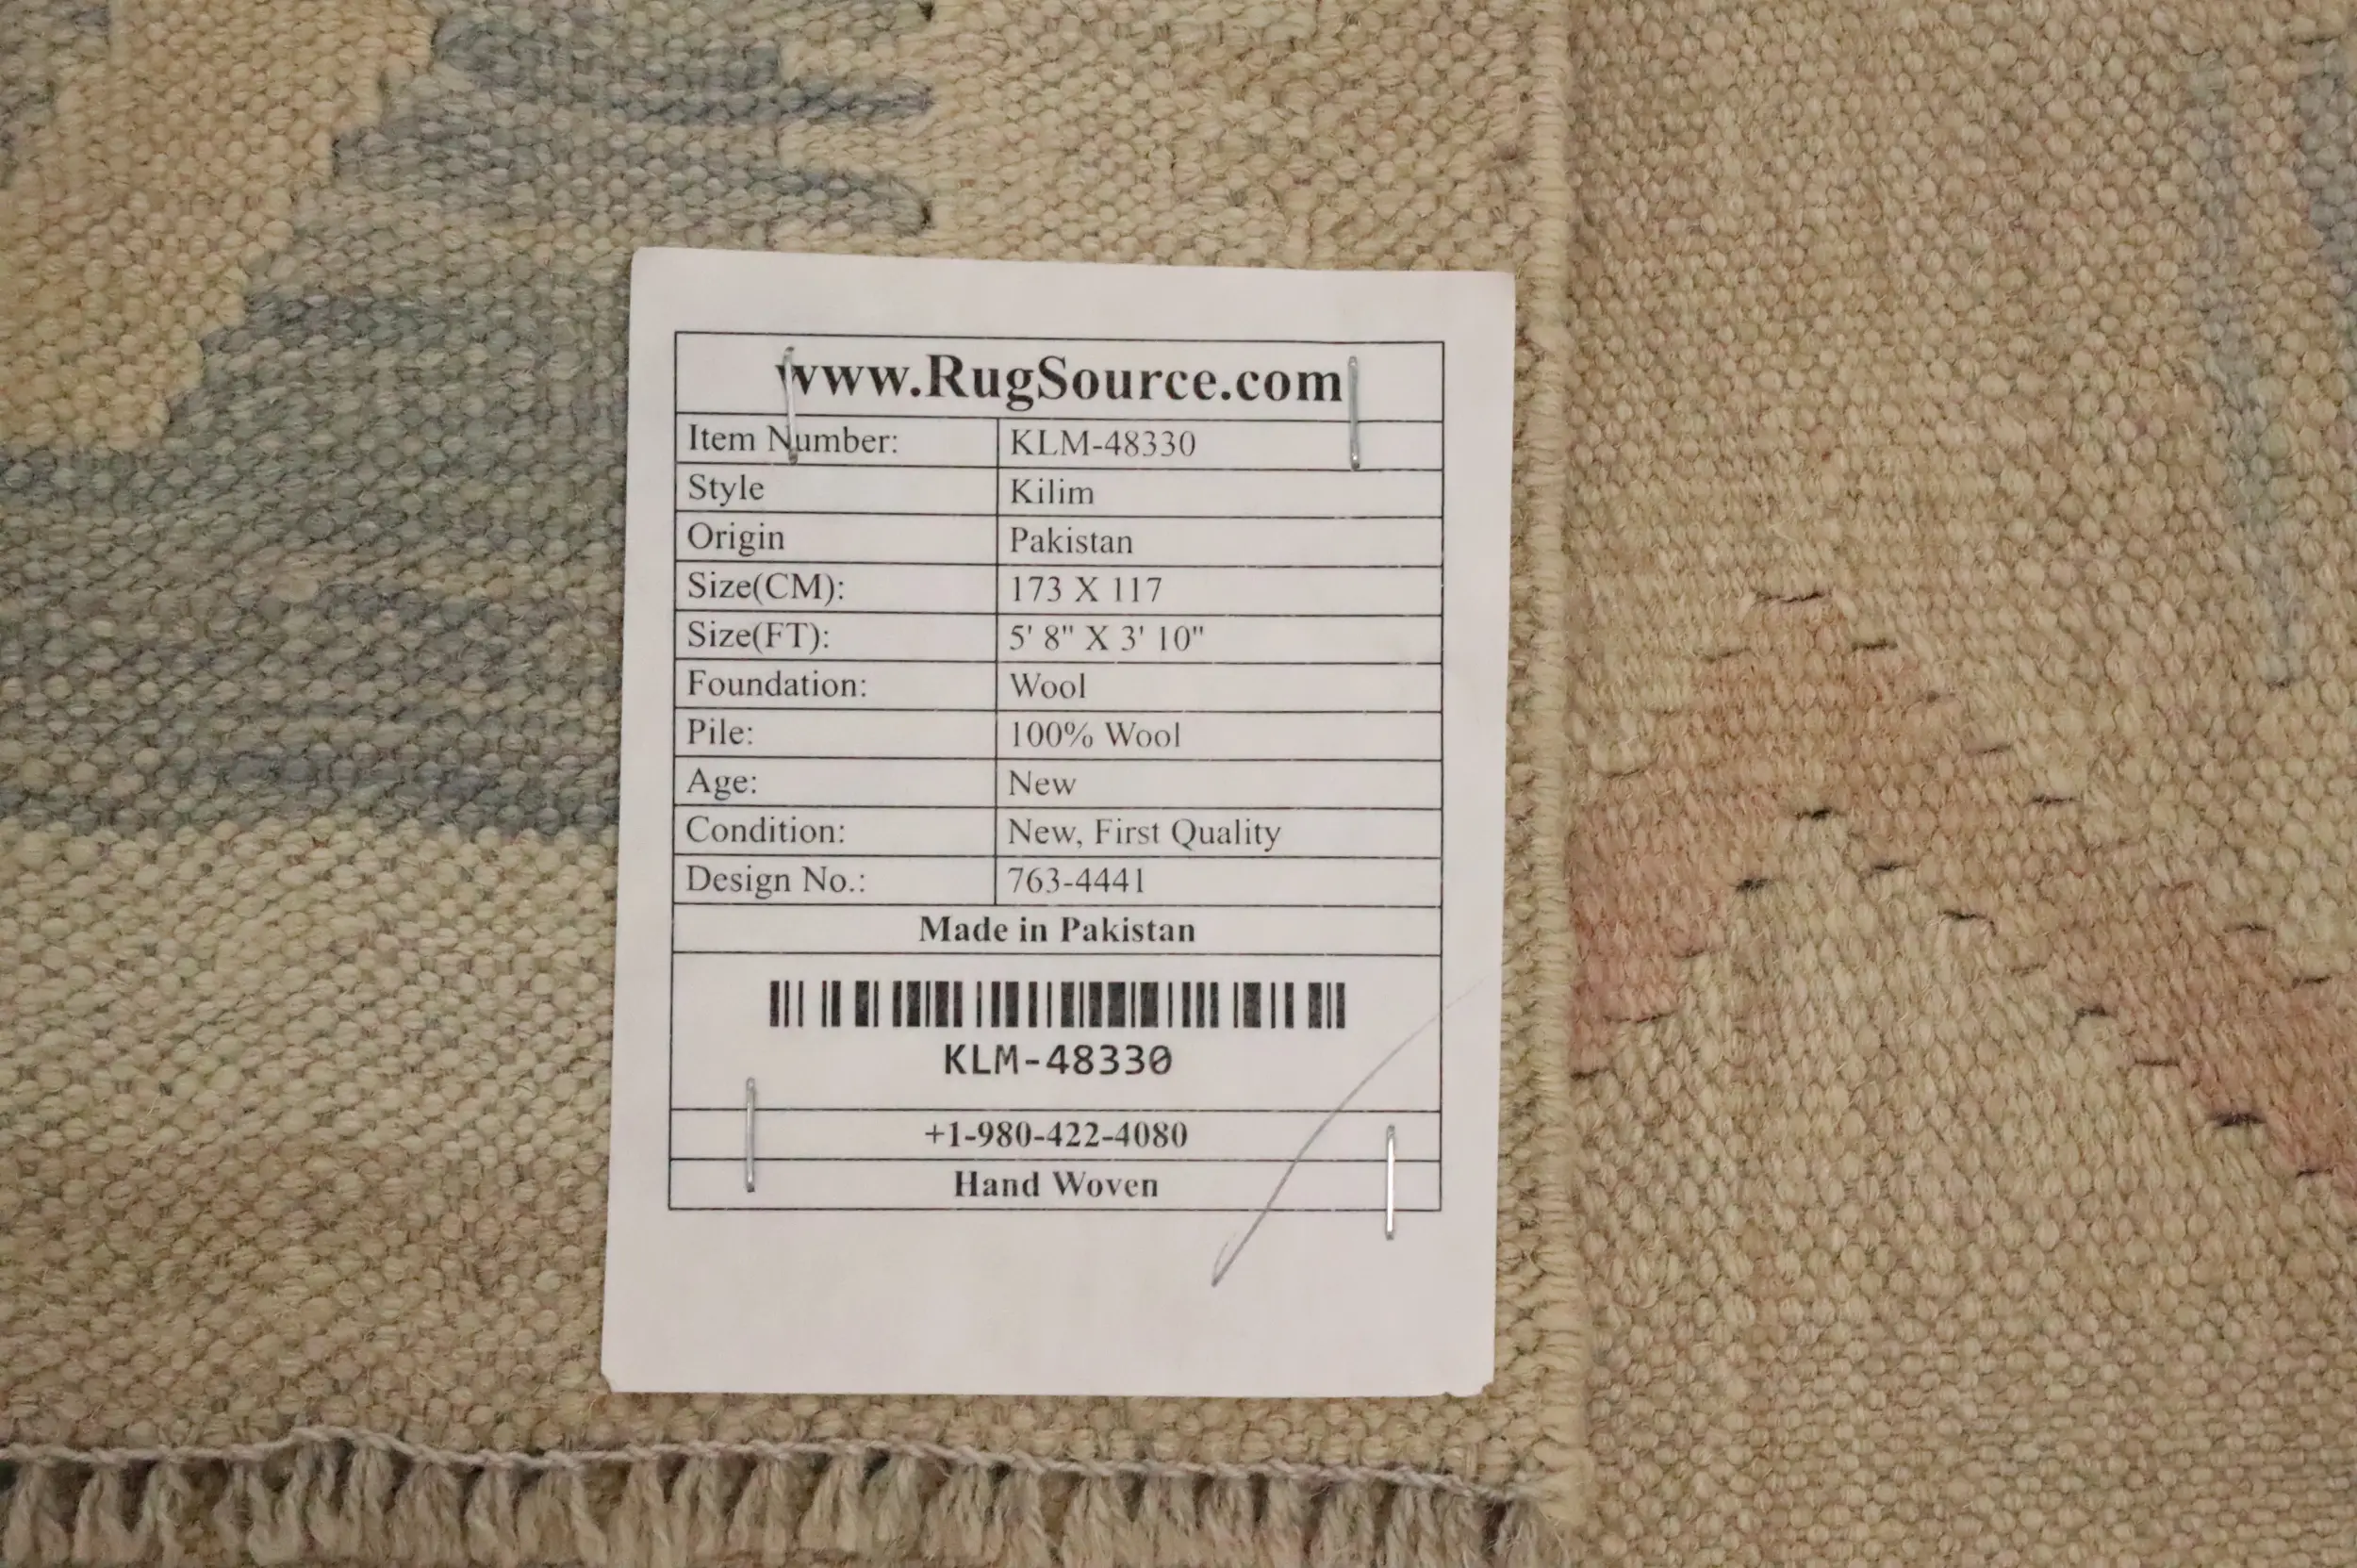 www.RugSource.com
Item Number: KLM-48330
Style Kilim
Origin Pakistan
Size(CM): 173 X 117
Size(FT): 5' 8" X 3' 10"
Foundation: Wool
Pile: 100% Wool
Age: New
Condition: New, First Quality
Design No.: 763-4441
Made in Pakistan
KLM-48330
+1-980-422-4080
Hand Woven